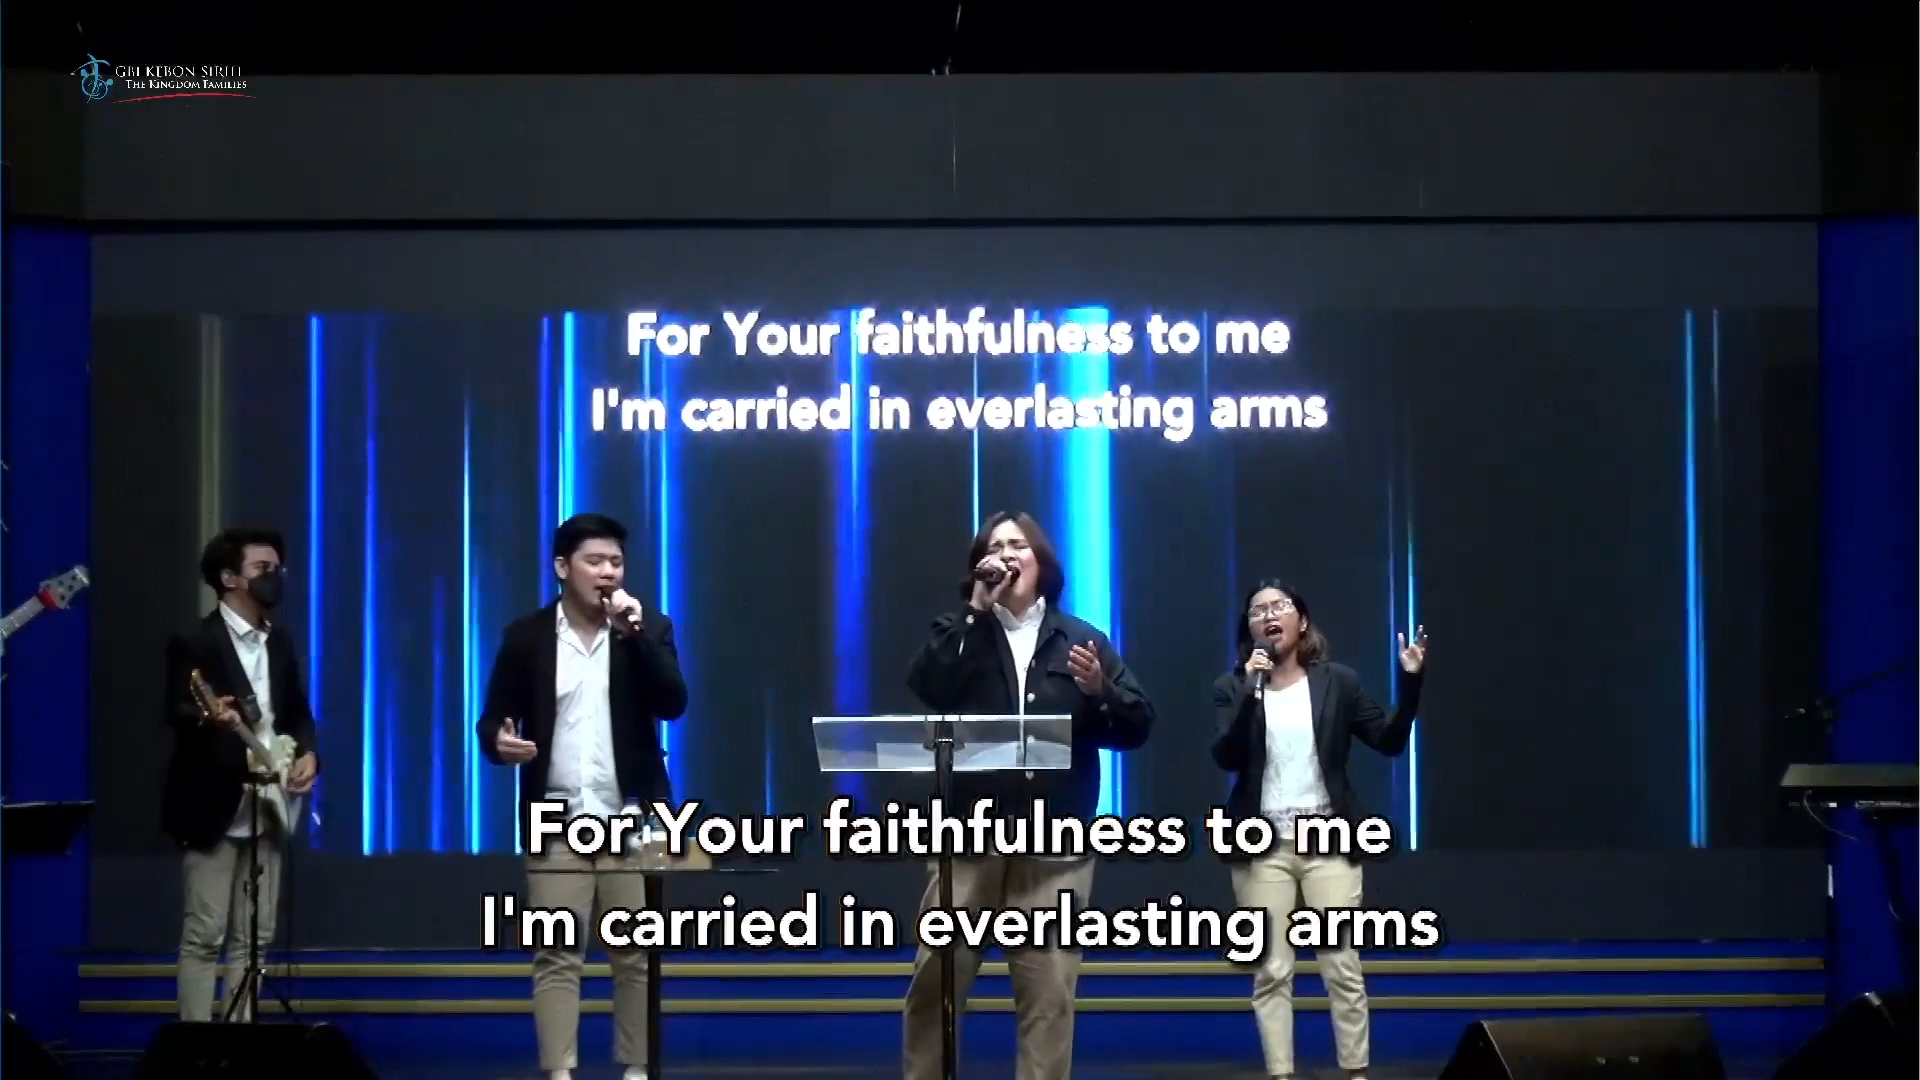 GBI KEBON SIRIH
THE KINGDOM FAMILIES
For Your faithfulness to me
I'm carried in everlasting arms
For Your faithfulness to me
I'm carried in everlasting arms